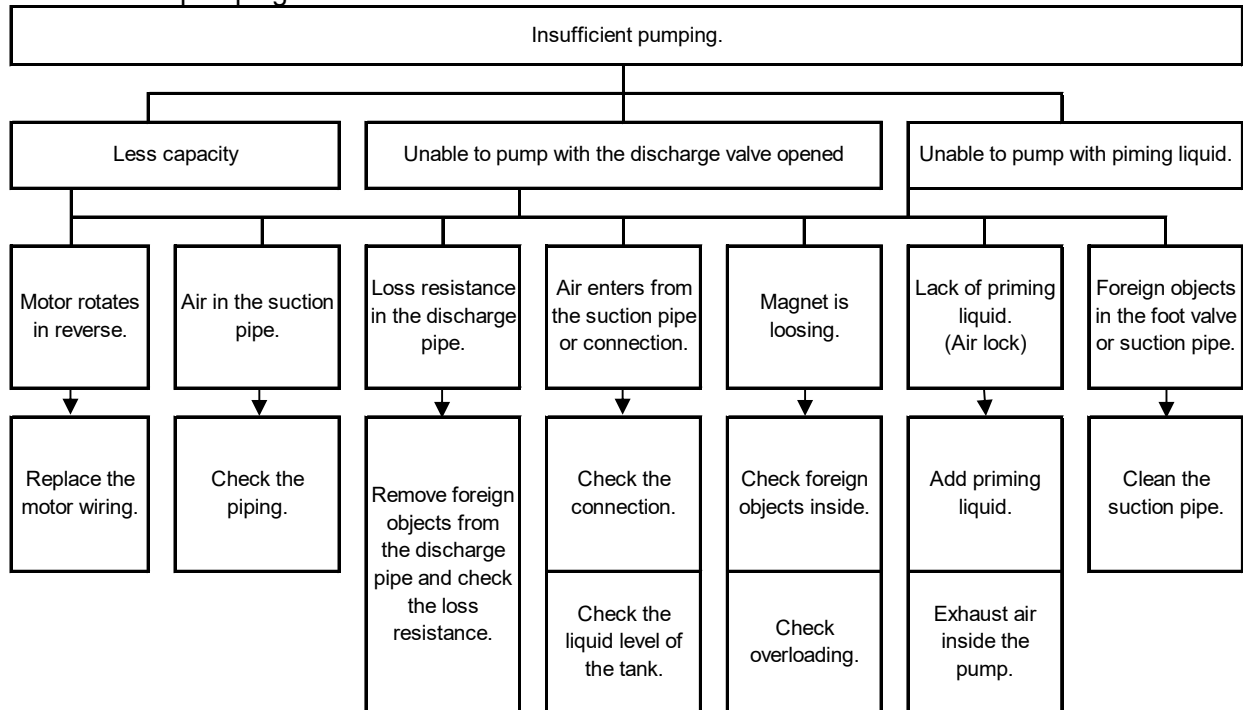 Insufficient pumping.
Less capacity
Unable to pump with the discharge valve opened
Unable to pump with piming liquid.
Motor rotates
in reverse.
Air in the suction
pipe.
Loss resistance
in the discharge
pipe.
Air enters from
the suction pipe
or connection.
Magnet is
loosing.
Lack of priming
liquid.
(Air lock)
Foreign objects
in the foot valve
or suction pipe.
Replace the
motor wiring.
Check the
piping.
Remove foreign
objects from
the discharge
pipe and check
the loss
resistance.
Check the
connection.
Check foreign
objects inside.
Add priming
liquid.
Clean the
suction pipe.
Check the
liquid level of
the tank.
Check
overloading.
Exhaust air
inside the
pump.